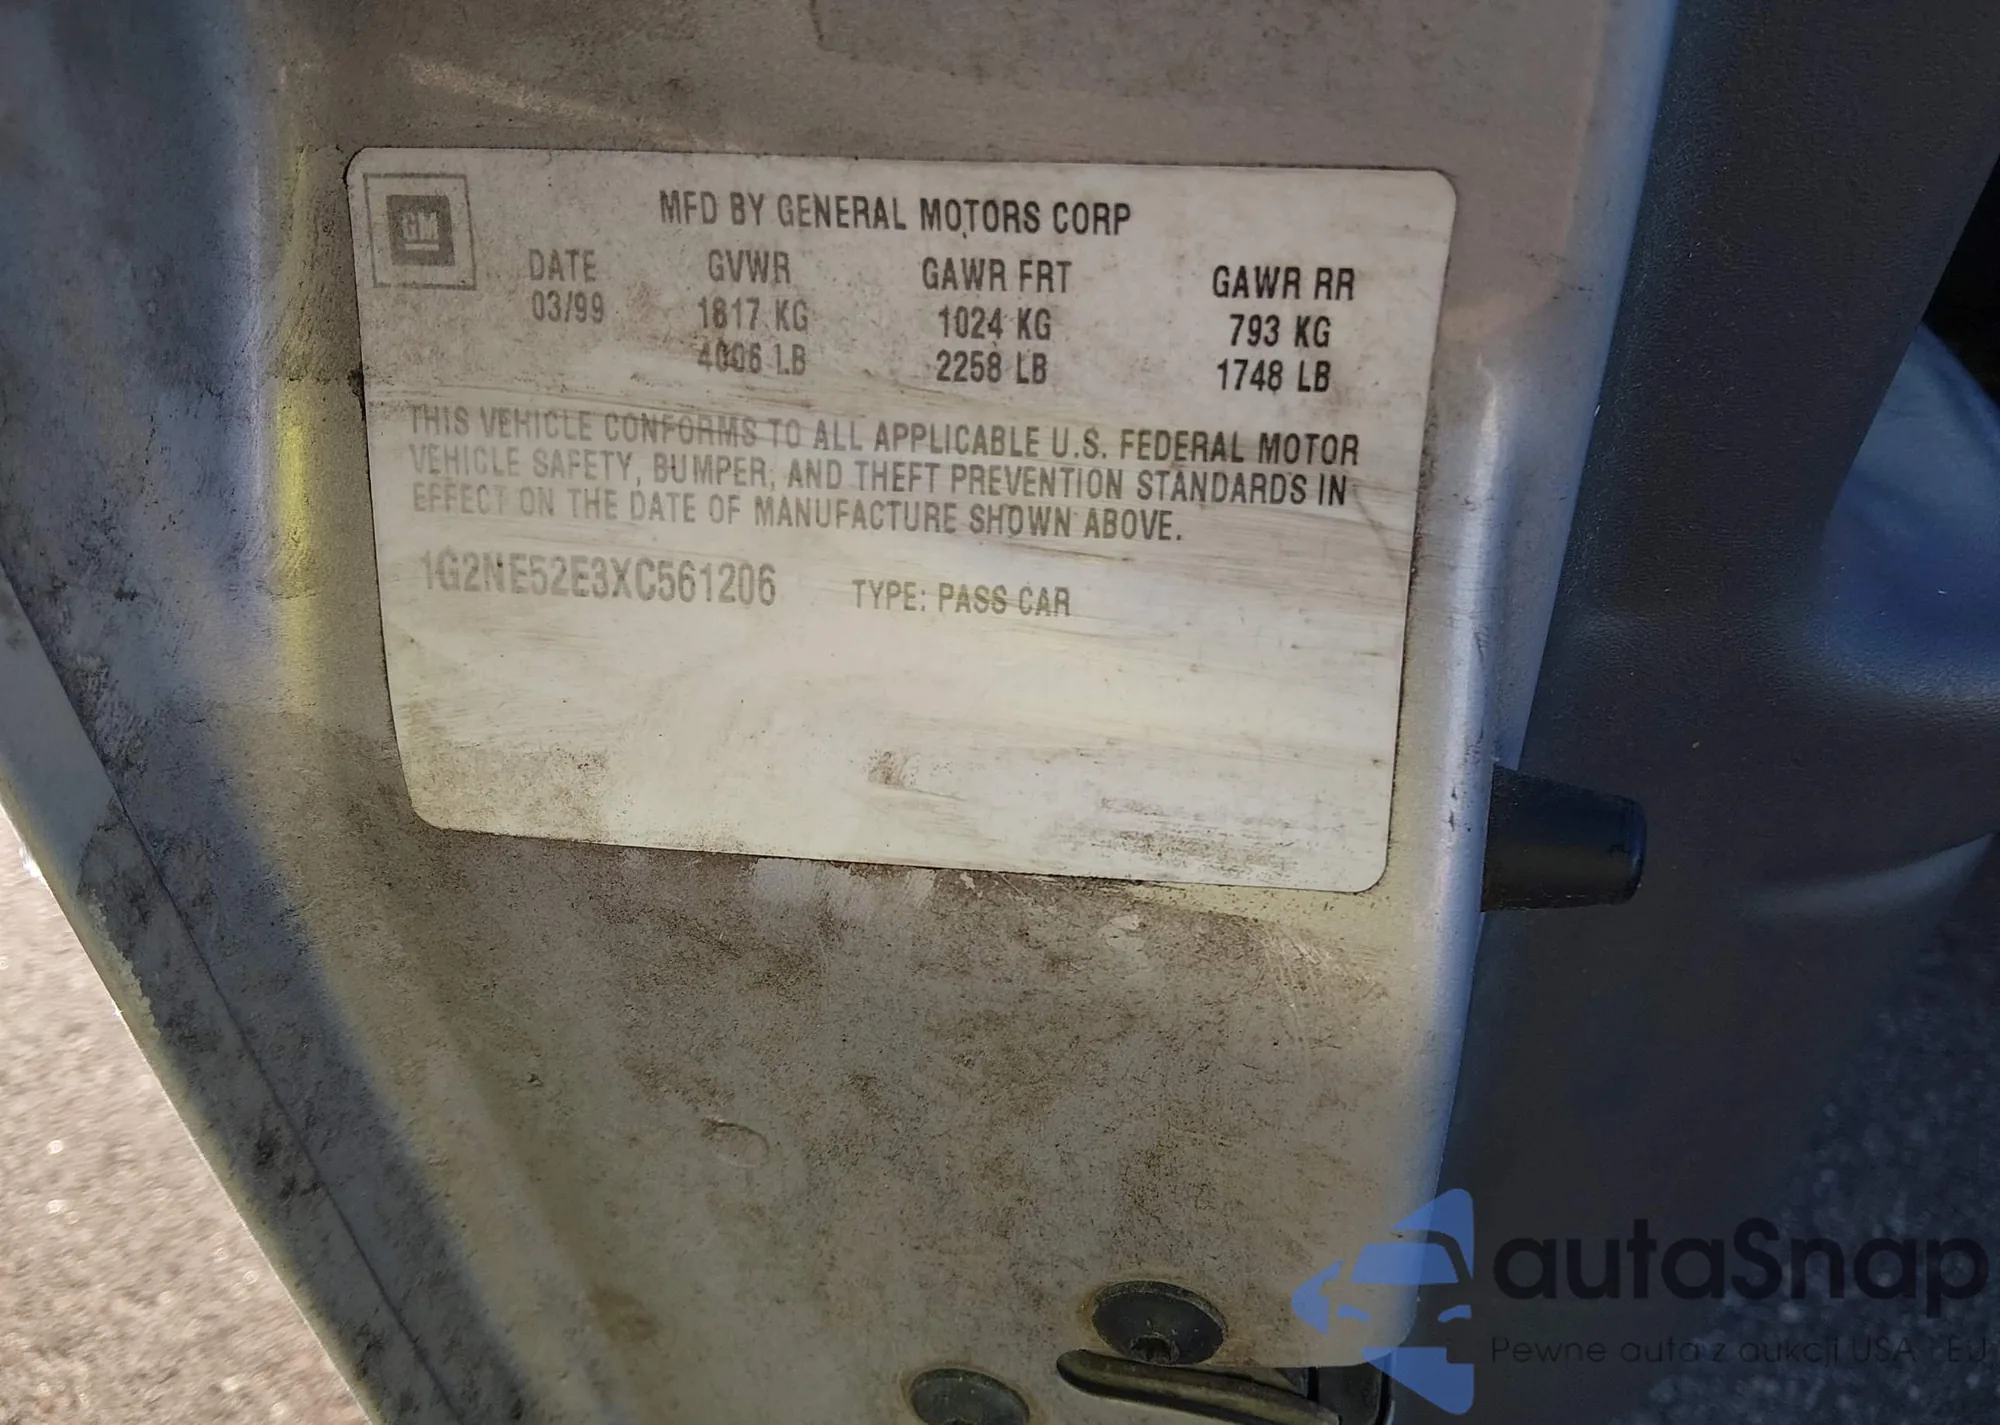 GM
MFD BY GENERAL MOTORS CORP
DATE GVWR GAWR FRT GAWR RR
03/99 1817 KG 1024 KG 793 KG
4006 LB 2258 LB 1748 LB
THIS VEHICLE CONFORMS TO ALL APPLICABLE U.S. FEDERAL MOTOR
VEHICLE SAFETY, BUMPER, AND THEFT PREVENTION STANDARDS IN
EFFECT ON THE DATE OF MANUFACTURE SHOWN ABOVE.
1G2NE52E3XC561206 TYPE: PASS CAR
autaSnap
Pewne auta z aukcji USA i EU